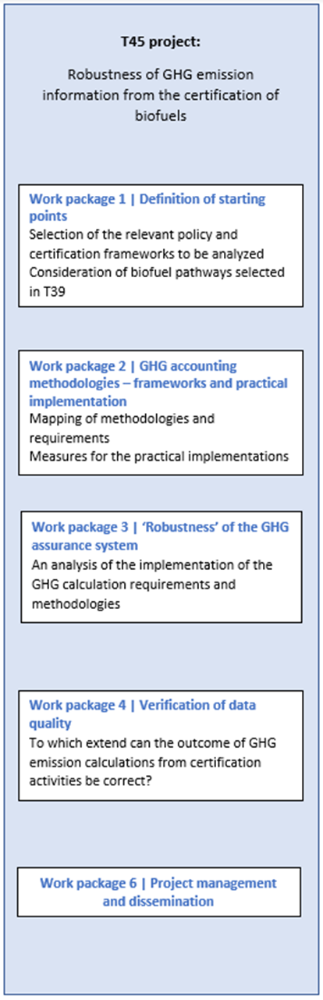 T45 project:
Robustness of GHG emission
information from the certification of
biofuels
Work package 1 | Definition of starting
points
Selection of the relevant policy and
certification frameworks to be analyzed
Consideration of biofuel pathways selected
in T39
Work package 2 | GHG accounting
methodologies – frameworks and practical
implementation
Mapping of methodologies and
requirements
Measures for the practical implementations
Work package 3 | ‘Robustness’ of the GHG
assurance system
An analysis of the implementation of the
GHG calculation requirements and
methodologies
Work package 4 | Verification of data
quality
To which extend can the outcome of GHG
emission calculations from certification
activities be correct?
Work package 6 | Project management
and dissemination